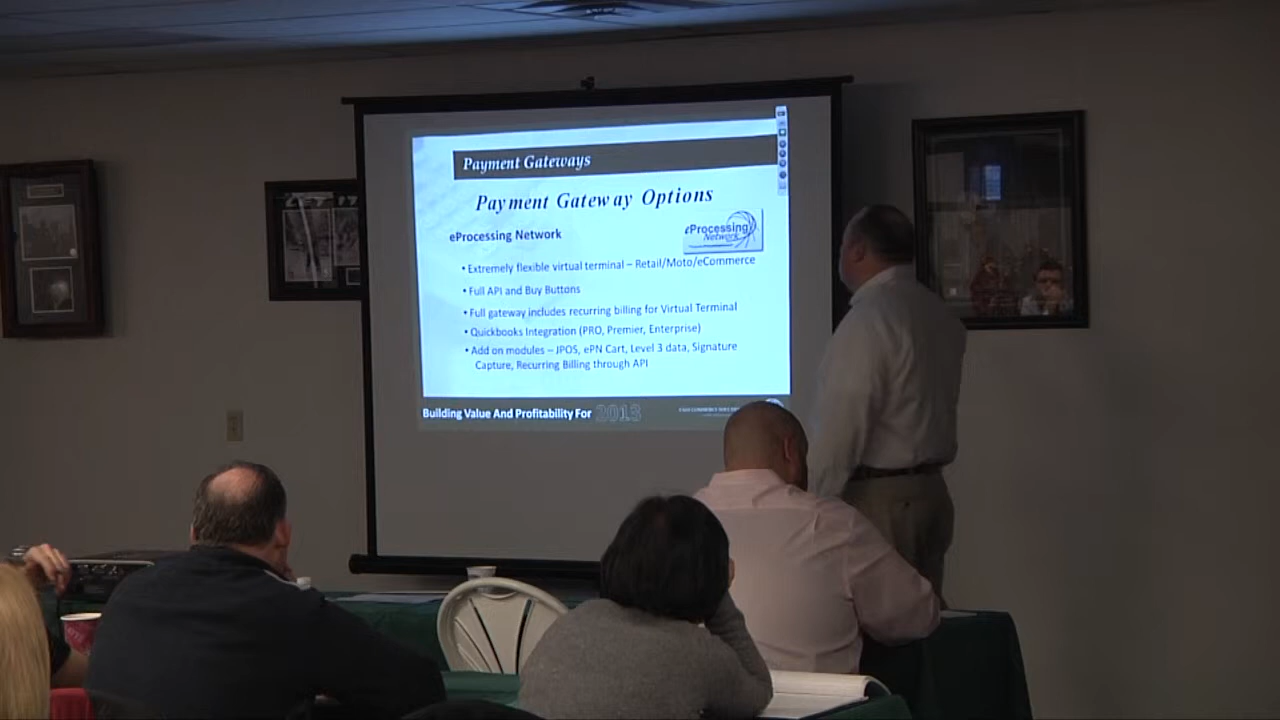 Payment Gateways
Payment Gateway Options
eProcessing Network
eProcessing
Network
• Extremely flexible virtual terminal – Retail/Moto/eCommerce
• Full API and Buy Buttons
• Full gateway includes recurring billing for Virtual Terminal
• Quickbooks Integration (PRO, Premier, Enterprise)
• Add on modules – JPOS, ePN Cart, Level 3 data, Signature
Capture, Recurring Billing through API
Building Value And Profitability For 2013